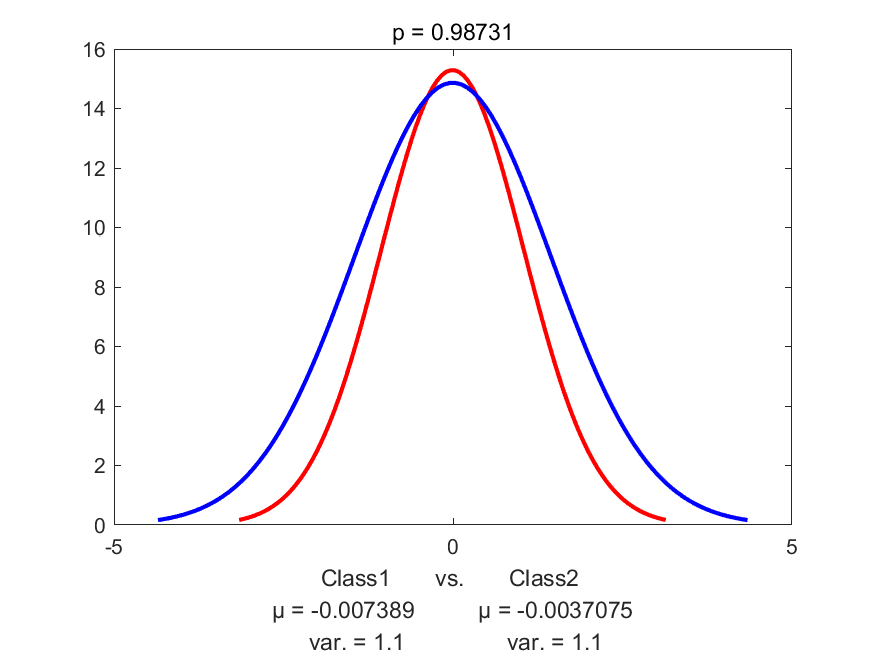 p = 0.98731
16
14
12
10
8
6
4
2
0
-5 0 5
Class1 vs. Class2
μ = -0.007389 μ = -0.0037075
var. = 1.1 var. = 1.1